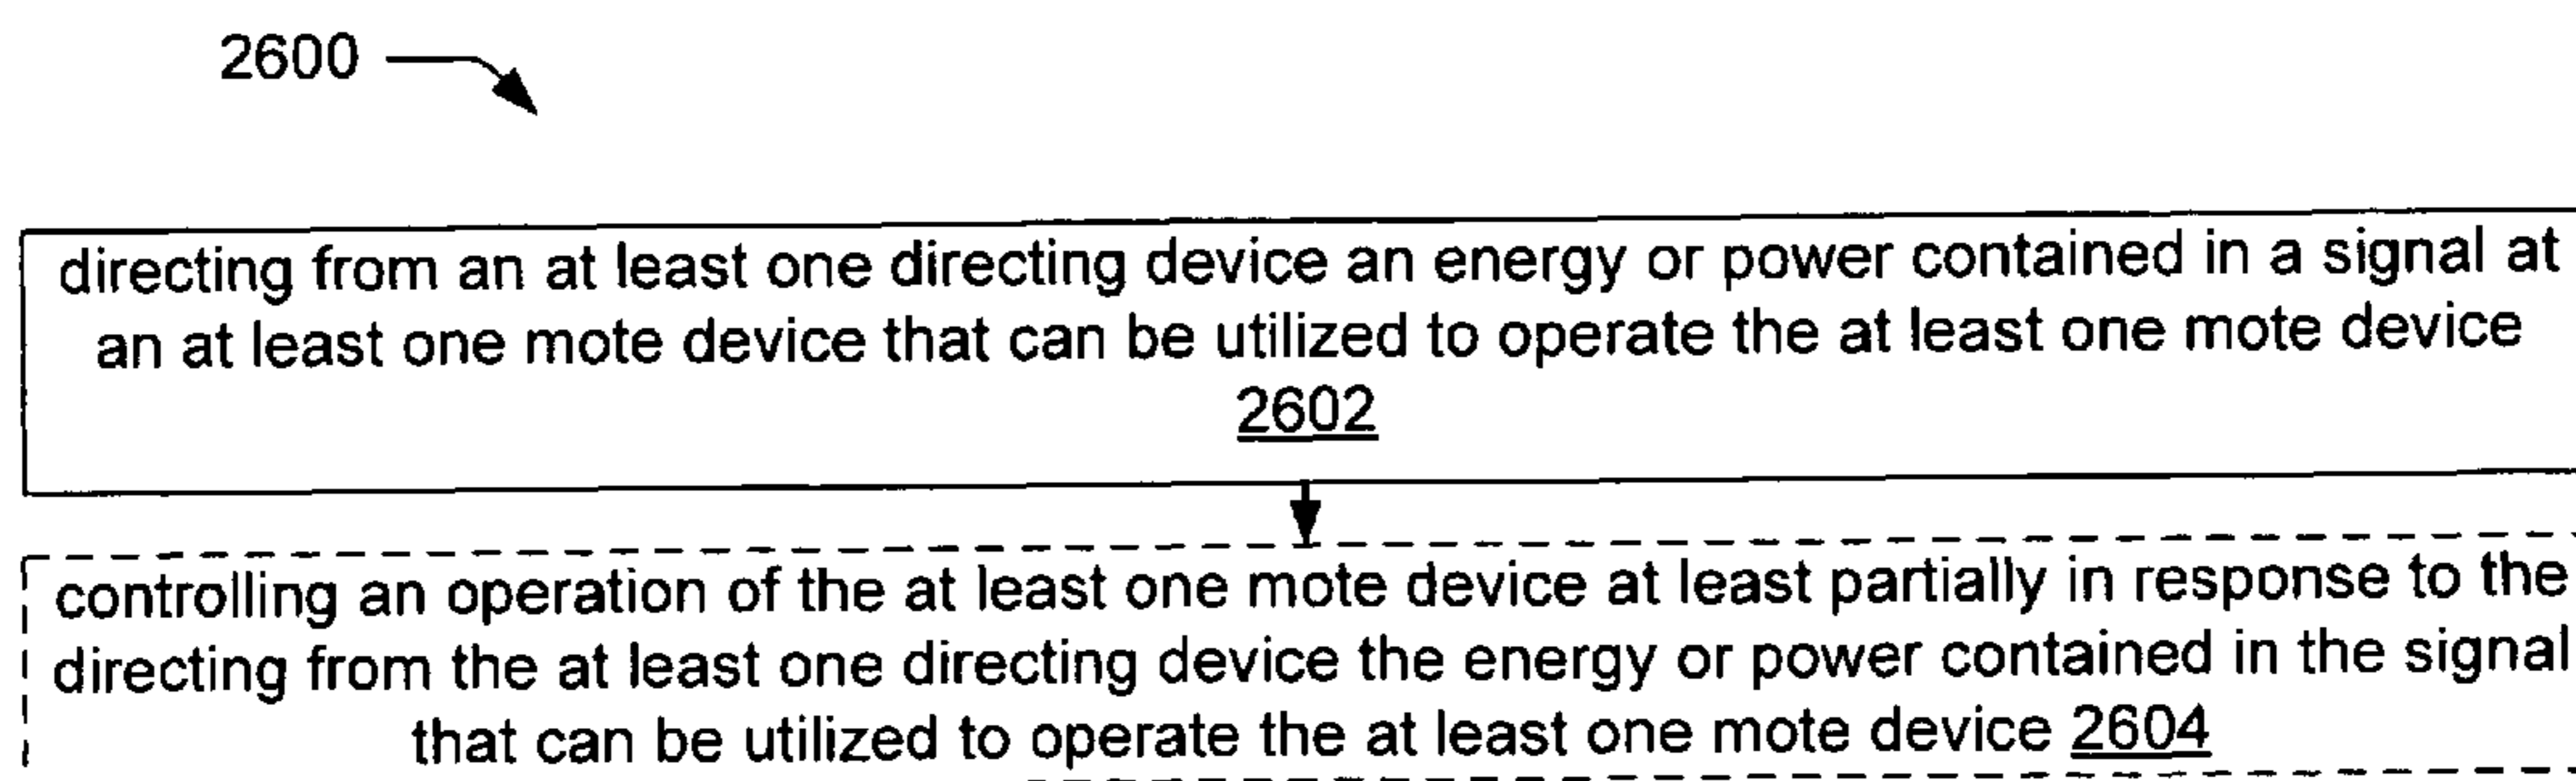 2600
directing from an at least one directing device an energy or power contained in a signal at
an at least one mote device that can be utilized to operate the at least one mote device
2602
controlling an operation of the at least one mote device at least partially in response to the
directing from the at least one directing device the energy or power contained in the signal
that can be utilized to operate the at least one mote device 2604